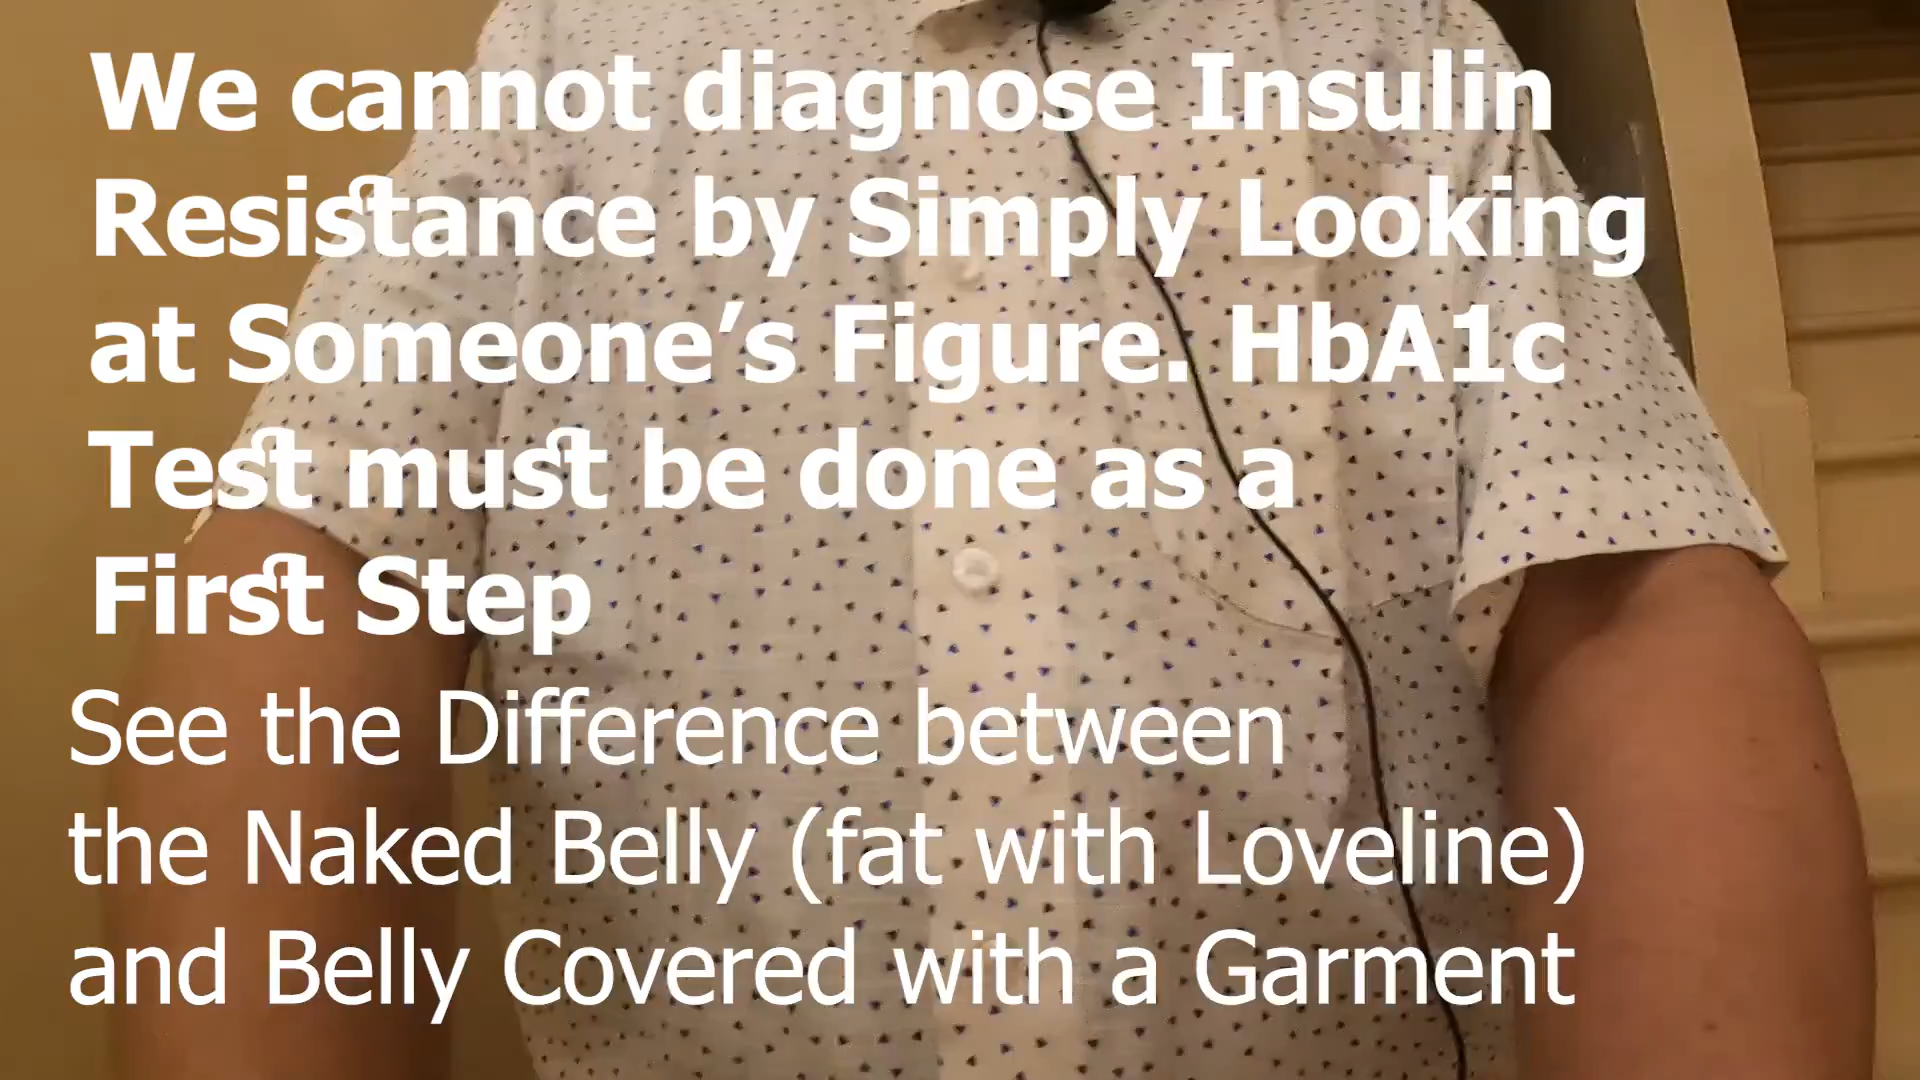 We cannot diagnose Insulin
Resistance by Simply Looking
at Someone’s Figure. HbA1c
Test must be done as a
First Step
See the Difference between
the Naked Belly (fat with Loveline)
and Belly Covered with a Garment